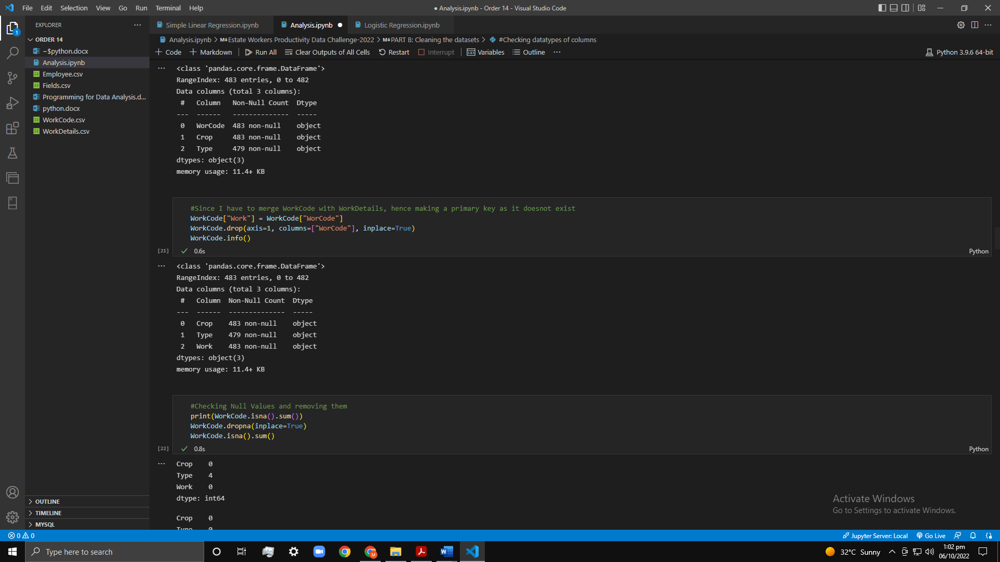 File Edit Selection View Go Run Terminal Help
● Analysis.ipynb - Order 14 - Visual Studio Code
EXPLORER ···
ORDER 14
~$python.docx
Analysis.ipynb
Employee.csv
Fields.csv
Programming for Data Analysis.d...
python.docx
WorkCode.csv
WorkDetails.csv
OUTLINE
TIMELINE
MYSQL
1
Simple Linear Regression.ipynb Analysis.ipynb ● Logistic Regression.ipynb
Analysis.ipynb > M↓Estate Workers Productivity Data Challenge-2022 > M↓PART B: Cleaning the datasets > #Checking datatypes of columns
+ Code + Markdown | Run All Clear Outputs of All Cells Restart Interrupt | Variables Outline ··· Python 3.9.6 64-bit
··· <class 'pandas.core.frame.DataFrame'>
RangeIndex: 483 entries, 0 to 482
Data columns (total 3 columns):
 #   Column   Non-Null Count  Dtype
---  ------   --------------  -----
 0   WorCode  483 non-null    object
 1   Crop     483 non-null    object
 2   Type     479 non-null    object
dtypes: object(3)
memory usage: 11.4+ KB
#Since I have to merge WorkCode with WorkDetails, hence making a primary key as it doesnot exist
WorkCode["Work"] = WorkCode["WorCode"]
WorkCode.drop(axis=1, columns=["WorCode"], inplace=True)
WorkCode.info()
[21] ✓ 0.6s Python
··· <class 'pandas.core.frame.DataFrame'>
RangeIndex: 483 entries, 0 to 482
Data columns (total 3 columns):
 #   Column  Non-Null Count  Dtype
---  ------  --------------  -----
 0   Crop    483 non-null    object
 1   Type    479 non-null    object
 2   Work    483 non-null    object
dtypes: object(3)
memory usage: 11.4+ KB
#Checking Null Values and removing them
print(WorkCode.isna().sum())
WorkCode.dropna(inplace=True)
WorkCode.isna().sum()
[22] ✓ 0.8s Python
··· Crop    0
Type    4
Work    0
dtype: int64
Crop    0
Type    0
Activate Windows
Go to Settings to activate Windows.
0 0 Jupyter Server: Local Go Live
Type here to search
32°C Sunny
1:02 pm
06/10/2022